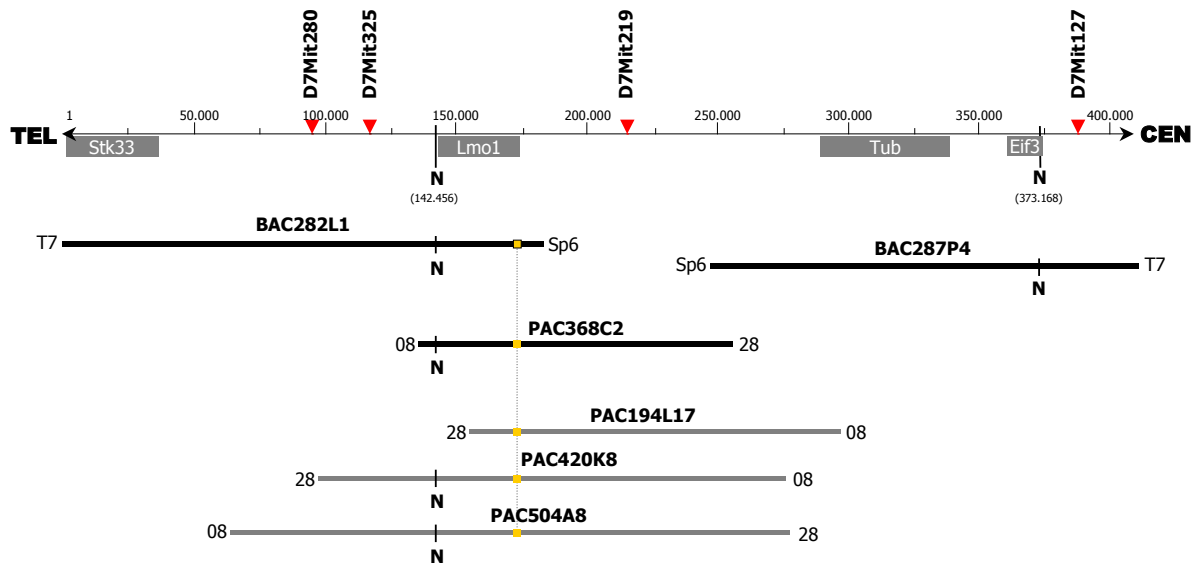 D7Mit280
D7Mit325
D7Mit219
D7Mit127
1 50.000 100.000 150.000 200.000 250.000 300.000 350.000 400.000
TEL CEN
Stk33 Lmo1 Tub Eif3
N N
(142.456) (373.168)
BAC282L1
T7 Sp6
N
BAC287P4
Sp6 T7
N
PAC368C2
08 28
N
PAC194L17
28 08
PAC420K8
28 08
N
PAC504A8
08 28
N